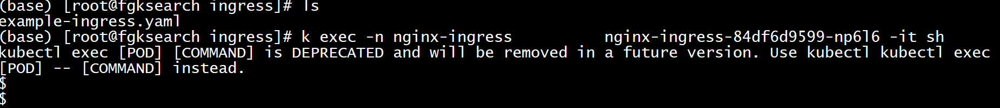 (base) [root@fgksearch ingress]# ls
example-ingress.yaml
(base) [root@fgksearch ingress]# k exec -n nginx-ingress          nginx-ingress-84df6d9599-np6l6 -it sh
kubectl exec [POD] [COMMAND] is DEPRECATED and will be removed in a future version. Use kubectl kubectl exec
[POD] -- [COMMAND] instead.
$
$